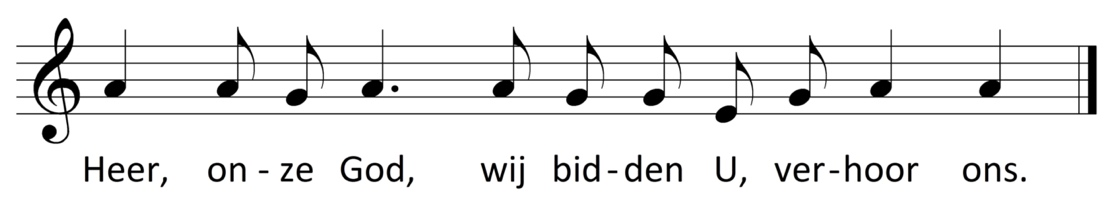 Heer, on - ze God, wij bid - den U, ver - hoor ons.